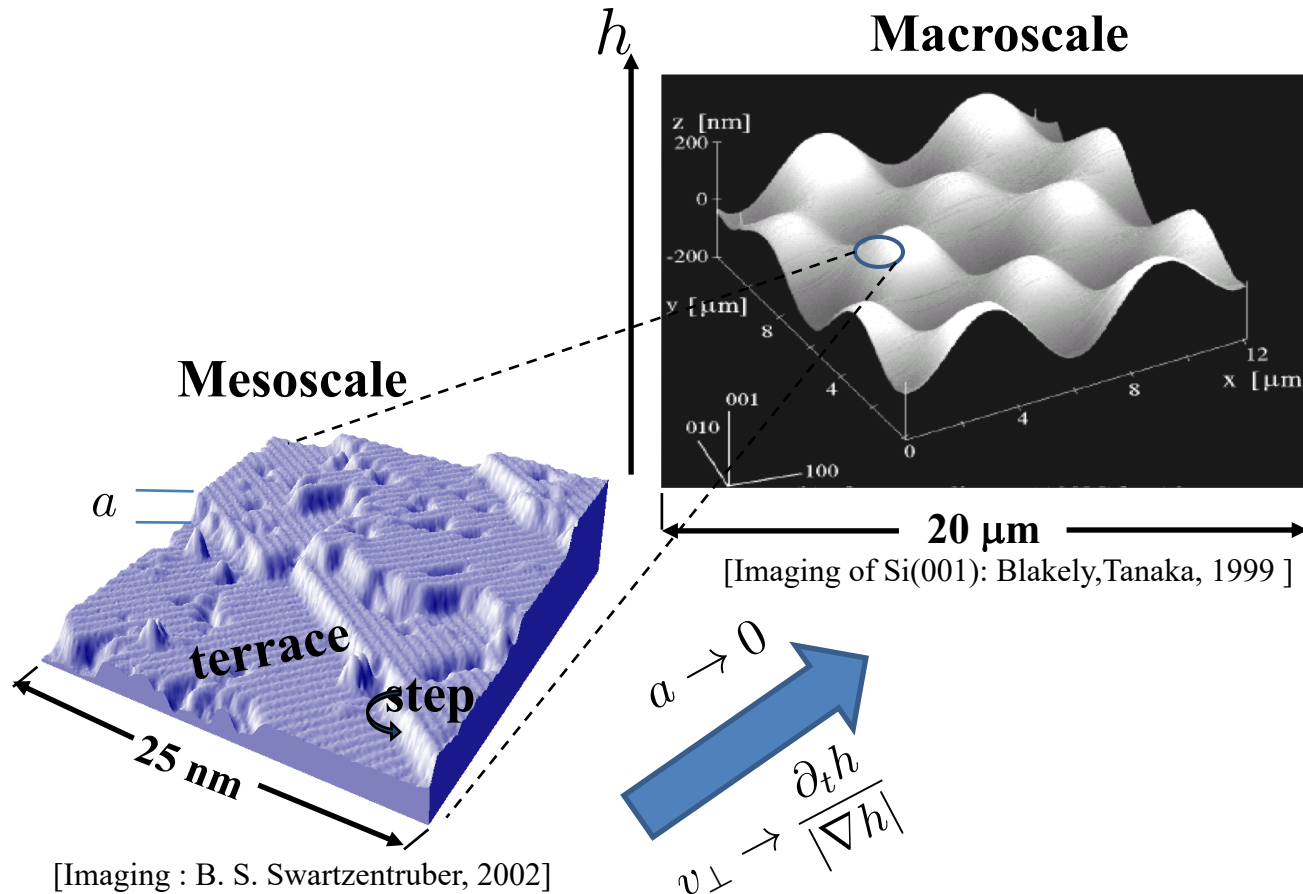 h
Macroscale
z [nm]
200
0
-200
y [μm]
8
4
12
x [μm
8
4
0
001
010
100
20 μm
[Imaging of Si(001): Blakely,Tanaka, 1999 ]
Mesoscale
a
terrace
step
25 nm
[Imaging : B. S. Swartzentruber, 2002]
a → 0
v⊥ → ∂ₜh / |∇h|